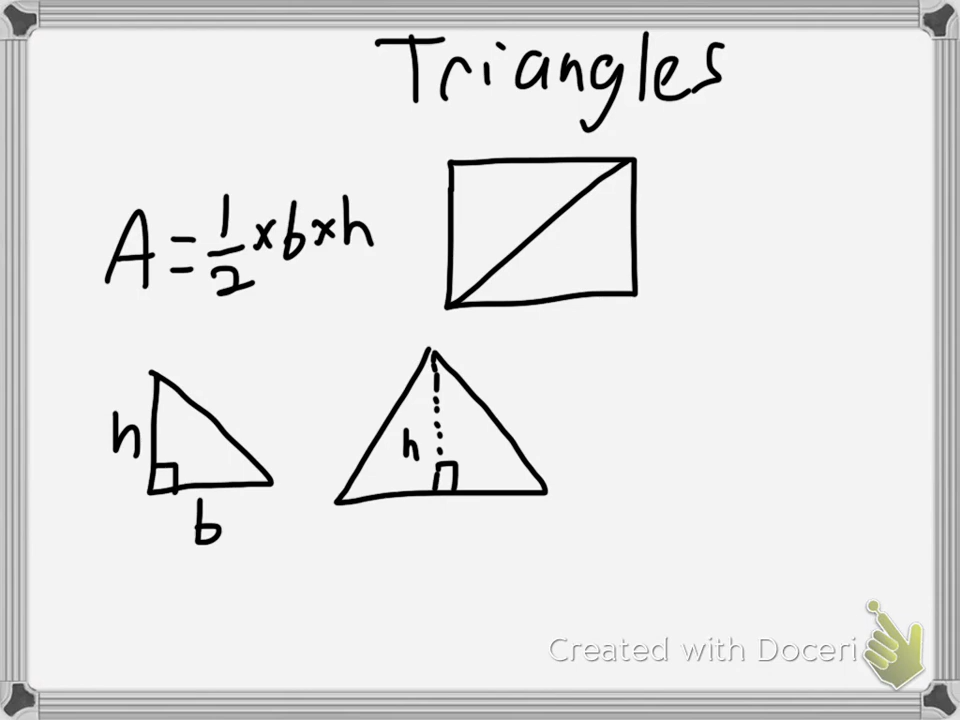 Triangles
A = 1/2 × b × h
h
h
b
Created with Doceri